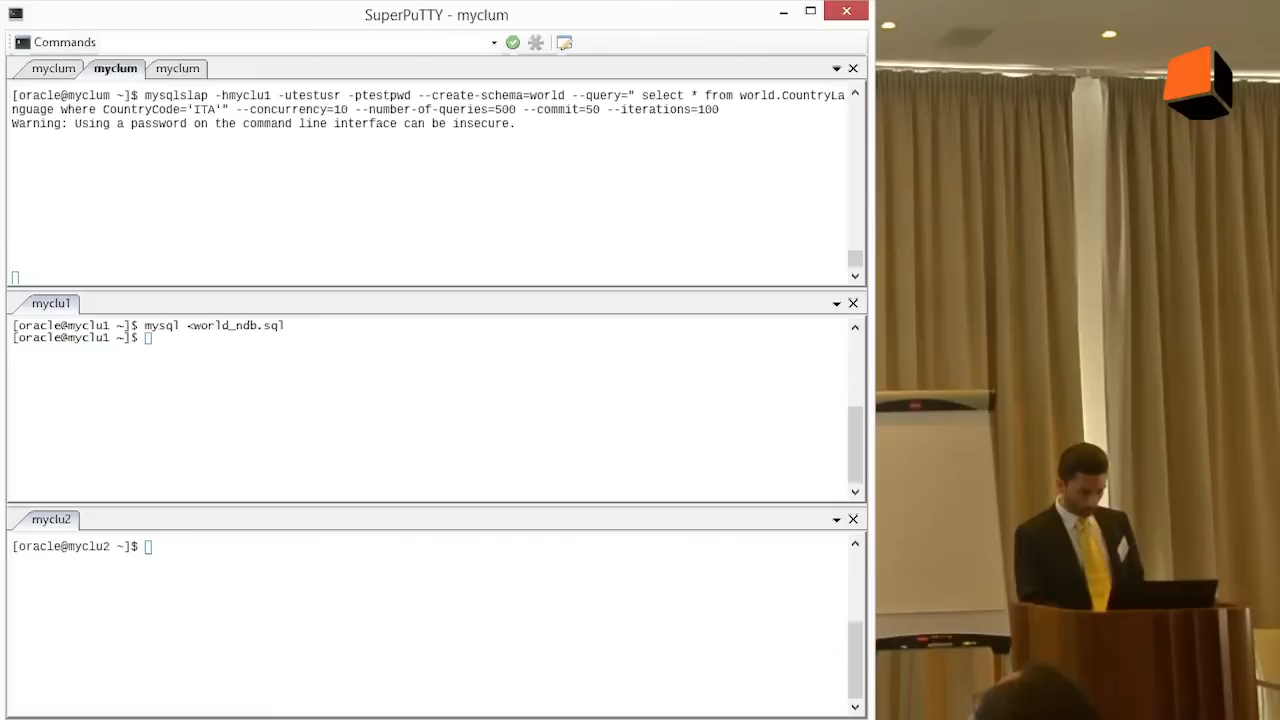 SuperPuTTY - myclum
Commands
myclum myclum myclum
[oracle@myclum ~]$ mysqlslap -hmyclu1 -utestusr -ptestpwd --create-schema=world --query=" select * from world.CountryLa
nguage where CountryCode='ITA'" --concurrency=10 --number-of-queries=500 --commit=50 --iterations=100
Warning: Using a password on the command line interface can be insecure.
myclu1
[oracle@myclu1 ~]$ mysql <world_ndb.sql
[oracle@myclu1 ~]$
myclu2
[oracle@myclu2 ~]$